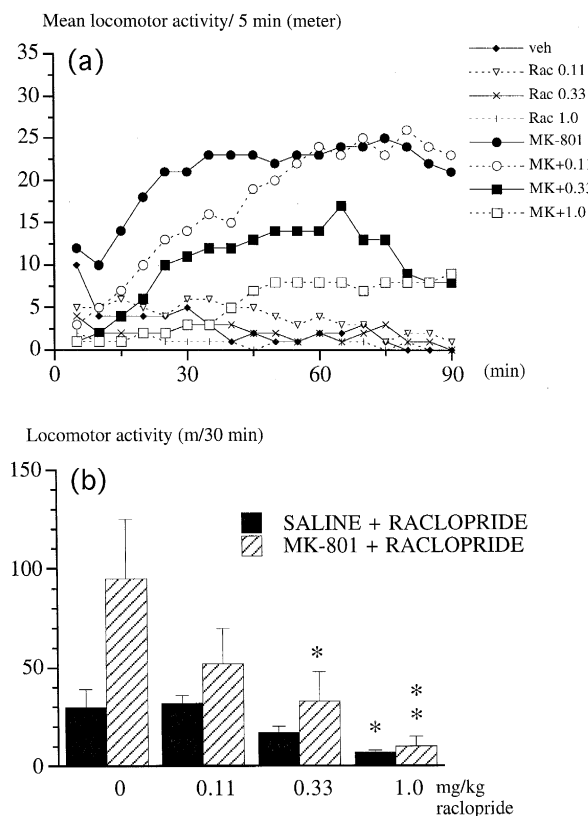 Mean locomotor activity/ 5 min (meter)
(a)
35
30
25
20
15
10
5
0
0 30 60 90 (min)
veh
Rac 0.11
Rac 0.33
Rac 1.0
MK-801
MK+0.11
MK+0.33
MK+1.0
Locomotor activity (m/30 min)
(b)
150
100
50
0
SALINE + RACLOPRIDE
MK-801 + RACLOPRIDE
*
*
*
*
0 0.11 0.33 1.0 mg/kg
raclopride